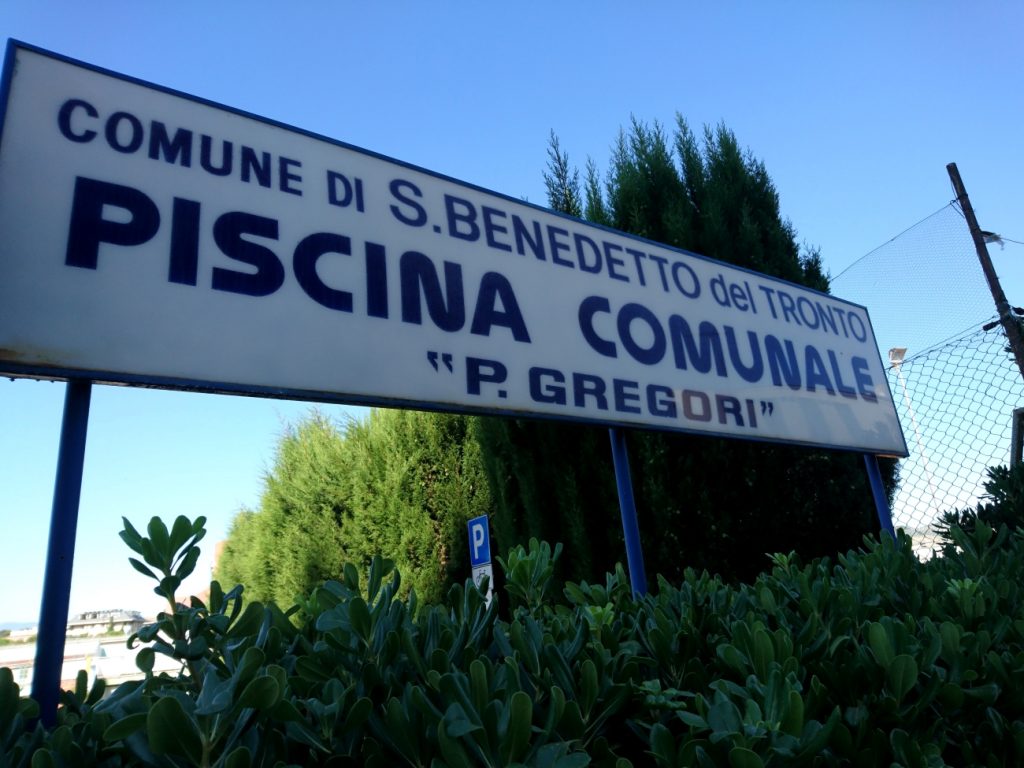 COMUNE DI S.BENEDETTO del TRONTO
PISCINA COMUNALE
"P. GREGORI"
P